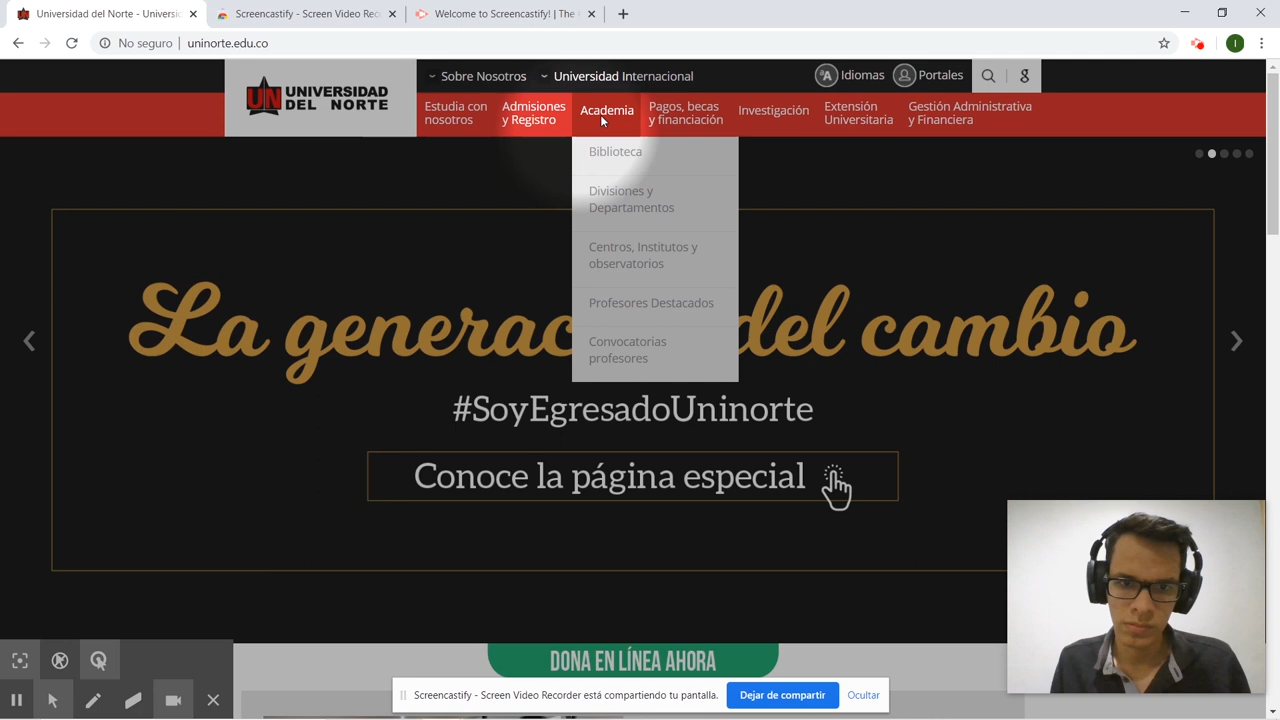 Universidad del Norte - Universid
Screencastify - Screen Video Rec
Welcome to Screencastify! | The
No seguro | uninorte.edu.co
I
Sobre Nosotros
Universidad Internacional
Idiomas
Portales
UN UNIVERSIDAD
DEL NORTE
Estudia con
nosotros
Admisiones
y Registro
Academia
Pagos, becas
y financiación
Investigación
Extensión
Universitaria
Gestión Administrativa
y Financiera
Biblioteca
Divisiones y
Departamentos
Centros, Institutos y
observatorios
Profesores Destacados
Convocatorias
profesores
La generac del cambio
#SoyEgresadoUninorte
Conoce la página especial
DONA EN LÍNEA AHORA
Screencastify - Screen Video Recorder está compartiendo tu pantalla.
Dejar de compartir
Ocultar